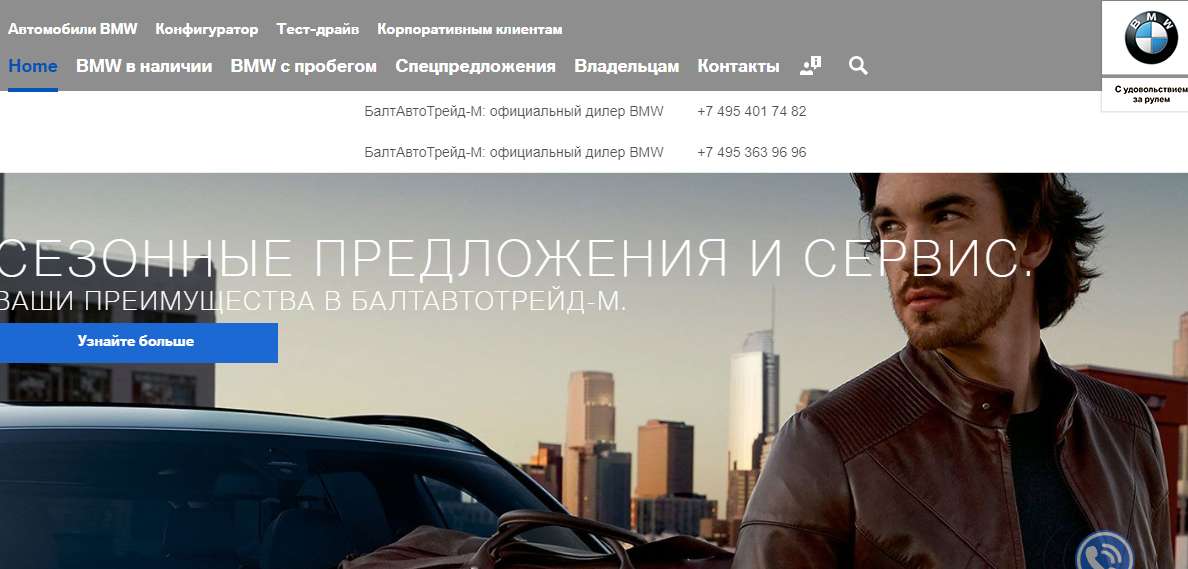 Автомобили BMW Конфигуратор Тест-драйв Корпоративным клиентам
Home BMW в наличии BMW с пробегом Спецпредложения Владельцам Контакты
BMW
С удовольствием
за рулем
БалтАвтоТрейд-М: официальный дилер BMW +7 495 401 74 82
БалтАвтоТрейд-М: официальный дилер BMW +7 495 363 96 96
СЕЗОННЫЕ ПРЕДЛОЖЕНИЯ И СЕРВИС.
ВАШИ ПРЕИМУЩЕСТВА В БАЛТАВТОТРЕЙД-М.
Узнайте больше